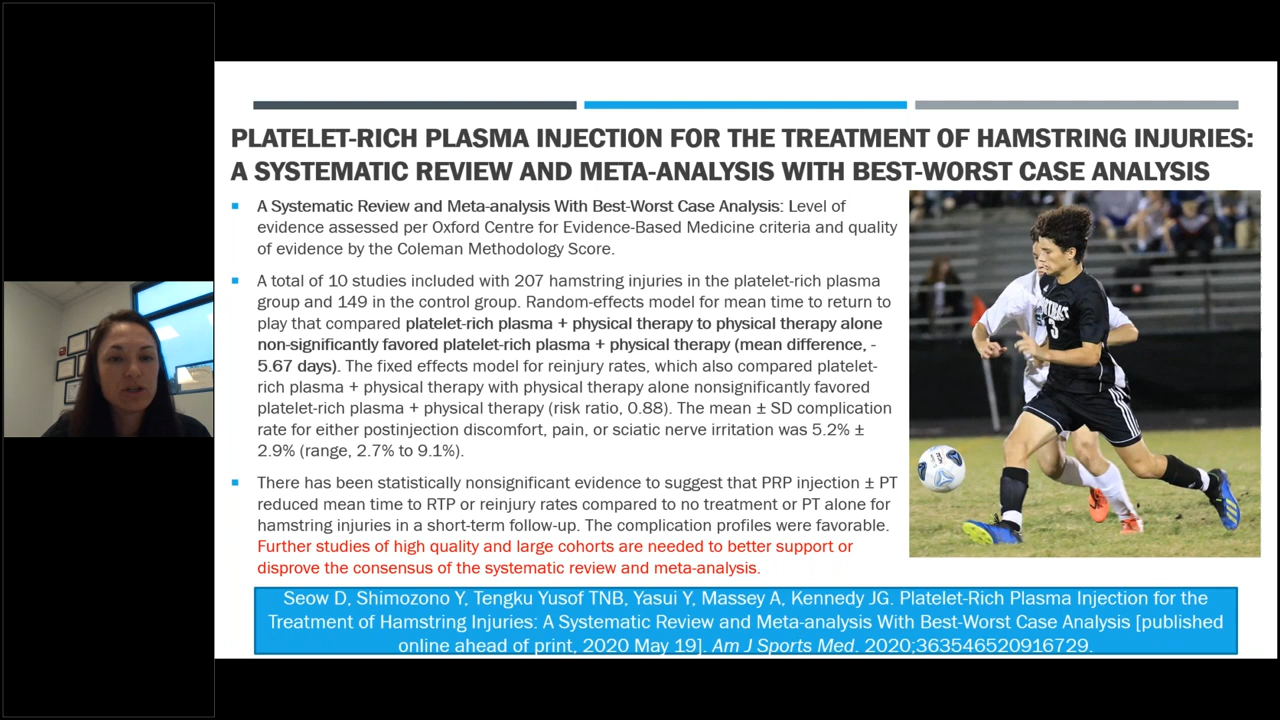 PLATELET-RICH PLASMA INJECTION FOR THE TREATMENT OF HAMSTRING INJURIES:
A SYSTEMATIC REVIEW AND META-ANALYSIS WITH BEST-WORST CASE ANALYSIS
A Systematic Review and Meta-analysis With Best-Worst Case Analysis: Level of
evidence assessed per Oxford Centre for Evidence-Based Medicine criteria and quality
of evidence by the Coleman Methodology Score.
A total of 10 studies included with 207 hamstring injuries in the platelet-rich plasma
group and 149 in the control group. Random-effects model for mean time to return to
play that compared platelet-rich plasma + physical therapy to physical therapy alone
non-significantly favored platelet-rich plasma + physical therapy (mean difference, -
5.67 days). The fixed effects model for reinjury rates, which also compared platelet-
rich plasma + physical therapy with physical therapy alone nonsignificantly favored
platelet-rich plasma + physical therapy (risk ratio, 0.88). The mean ± SD complication
rate for either postinjection discomfort, pain, or sciatic nerve irritation was 5.2% ±
2.9% (range, 2.7% to 9.1%).
There has been statistically nonsignificant evidence to suggest that PRP injection ± PT
reduced mean time to RTP or reinjury rates compared to no treatment or PT alone for
hamstring injuries in a short-term follow-up. The complication profiles were favorable.
Further studies of high quality and large cohorts are needed to better support or
disprove the consensus of the systematic review and meta-analysis.
Seow D, Shimozono Y, Tengku Yusof TNB, Yasui Y, Massey A, Kennedy JG. Platelet-Rich Plasma Injection for the
Treatment of Hamstring Injuries: A Systematic Review and Meta-analysis With Best-Worst Case Analysis [published
online ahead of print, 2020 May 19]. Am J Sports Med. 2020;363546520916729.